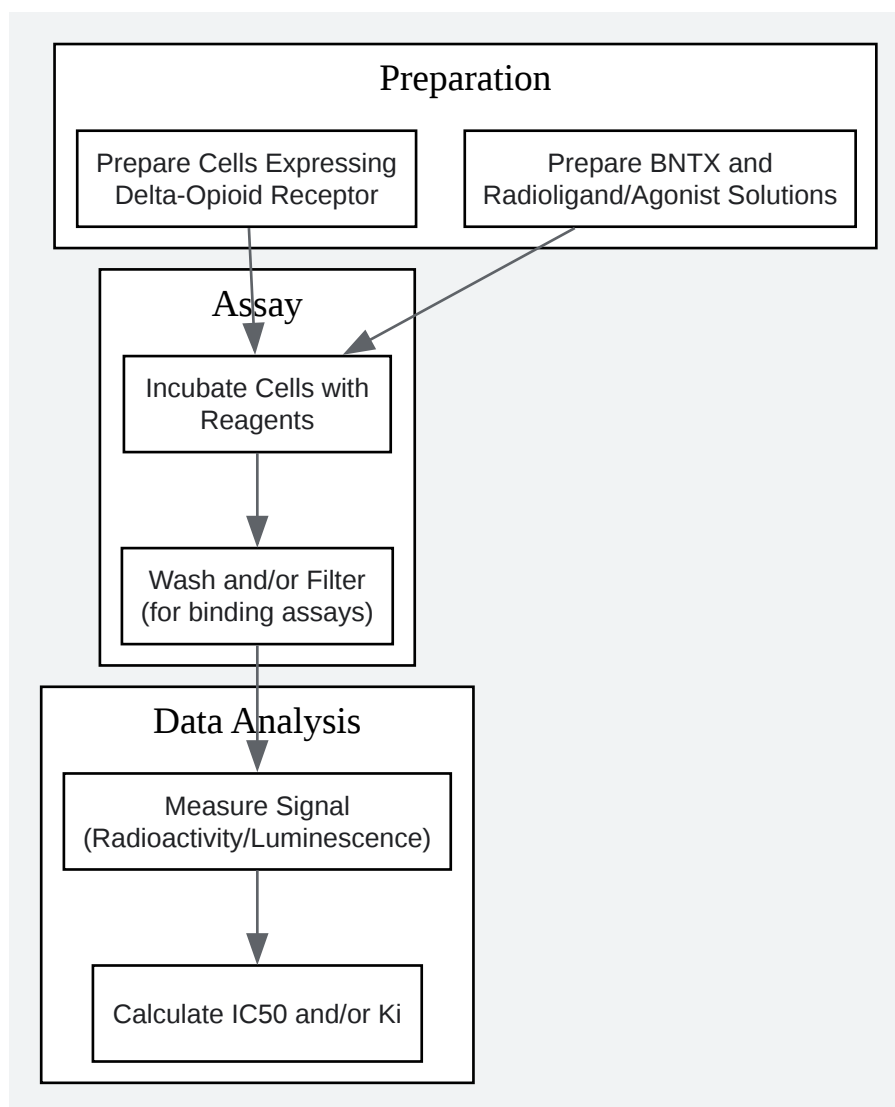 Preparation
Prepare Cells Expressing
Delta-Opioid Receptor
Prepare BNTX and
Radioligand/Agonist Solutions
Assay
Incubate Cells with
Reagents
Wash and/or Filter
(for binding assays)
Data Analysis
Measure Signal
(Radioactivity/Luminescence)
Calculate IC50 and/or Ki